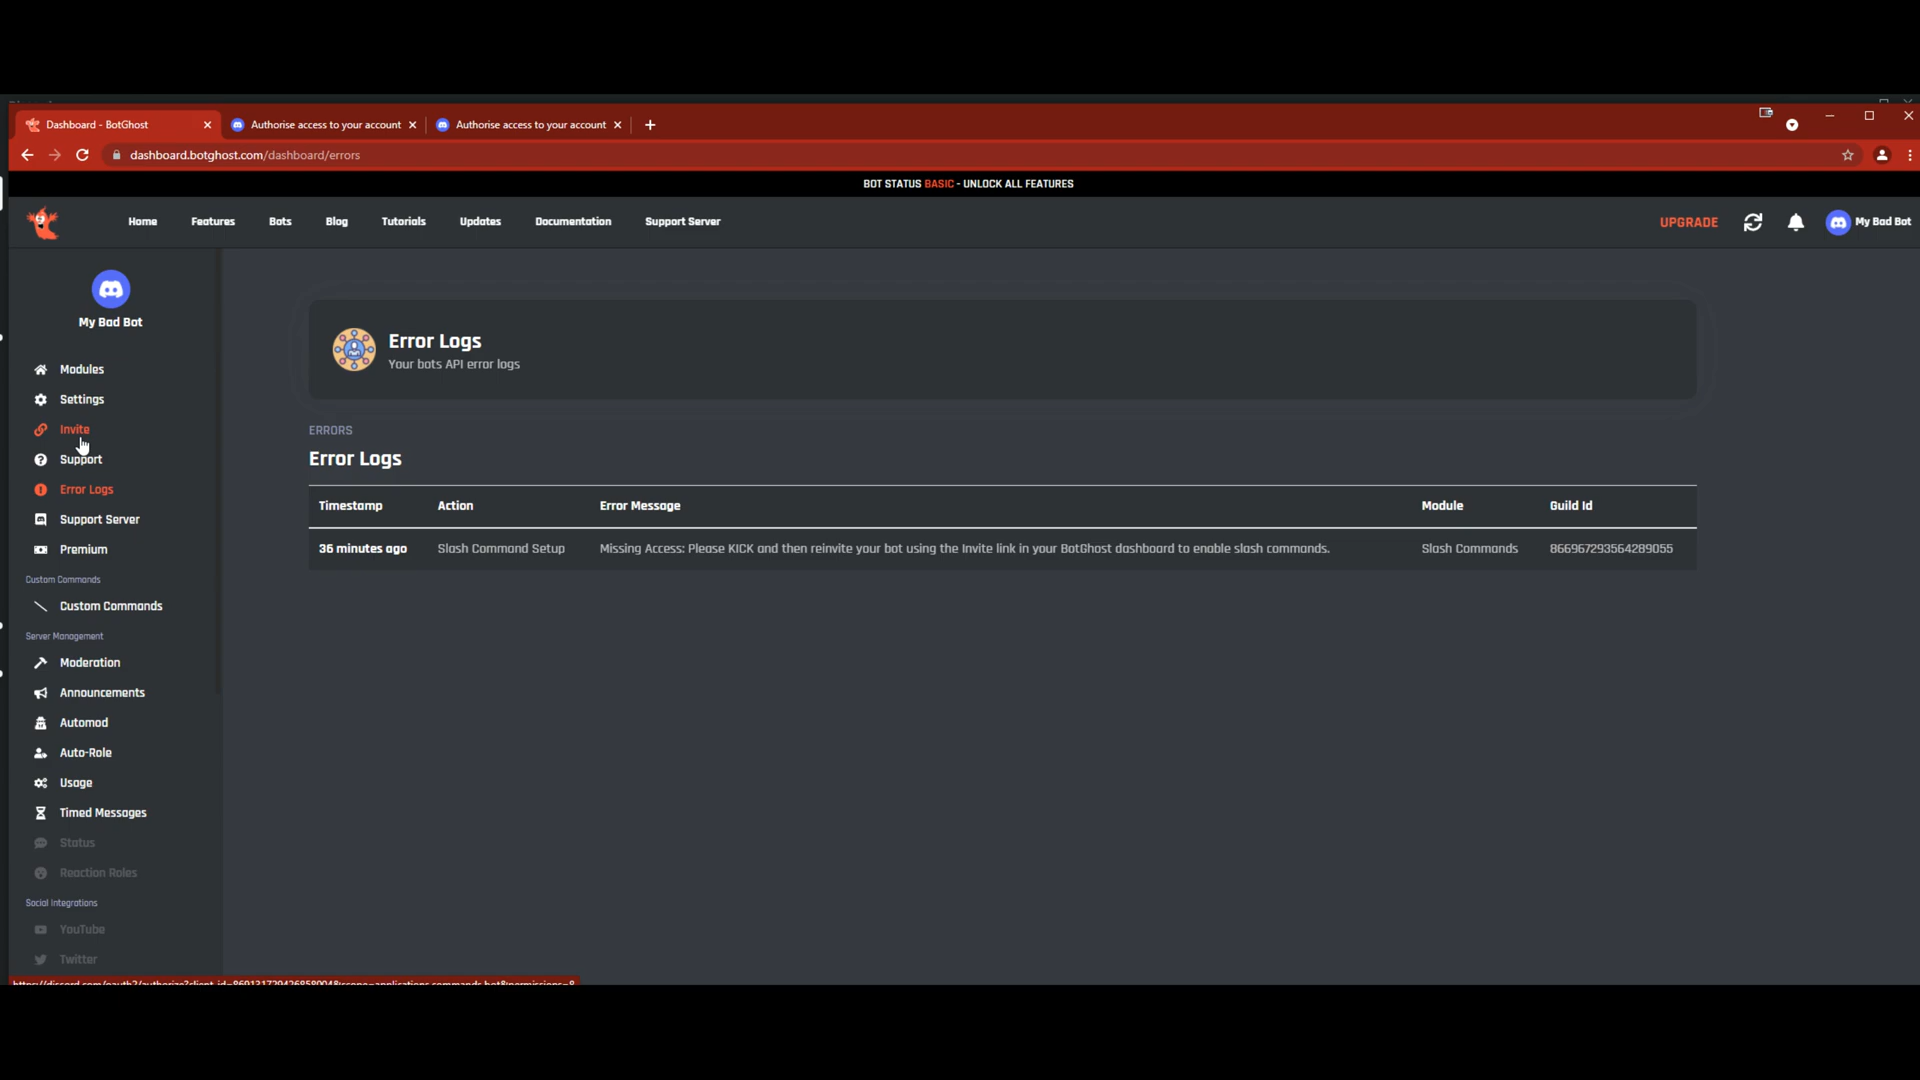 Dashboard - BotGhost
Authorise access to your account
Authorise access to your account
dashboard.botghost.com/dashboard/errors
BOT STATUS BASIC - UNLOCK ALL FEATURES
Home Features Bots Blog Tutorials Updates Documentation Support Server UPGRADE My Bad Bot
My Bad Bot
Modules
Settings
Invite
Support
Error Logs
Support Server
Premium
Custom Commands
Custom Commands
Server Management
Moderation
Announcements
Automod
Auto-Role
Usage
Timed Messages
Status
Reaction Roles
Social Integrations
YouTube
Twitter
Error Logs
Your bots API error logs
ERRORS
Error Logs
Timestamp Action Error Message Module Guild Id
36 minutes ago Slash Command Setup Missing Access: Please KICK and then reinvite your bot using the Invite link in your BotGhost dashboard to enable slash commands. Slash Commands 866967293564289055